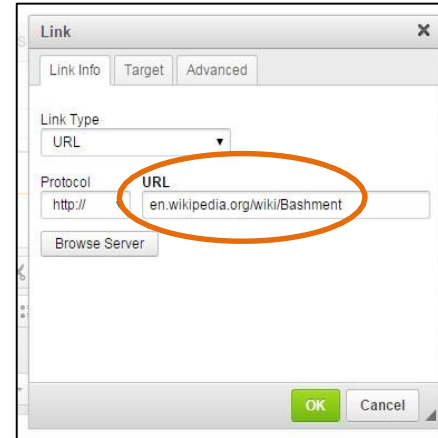 Link
Link Info Target Advanced
Link Type
URL
Protocol URL
http:// en.wikipedia.org/wiki/Bashment
Browse Server
OK Cancel